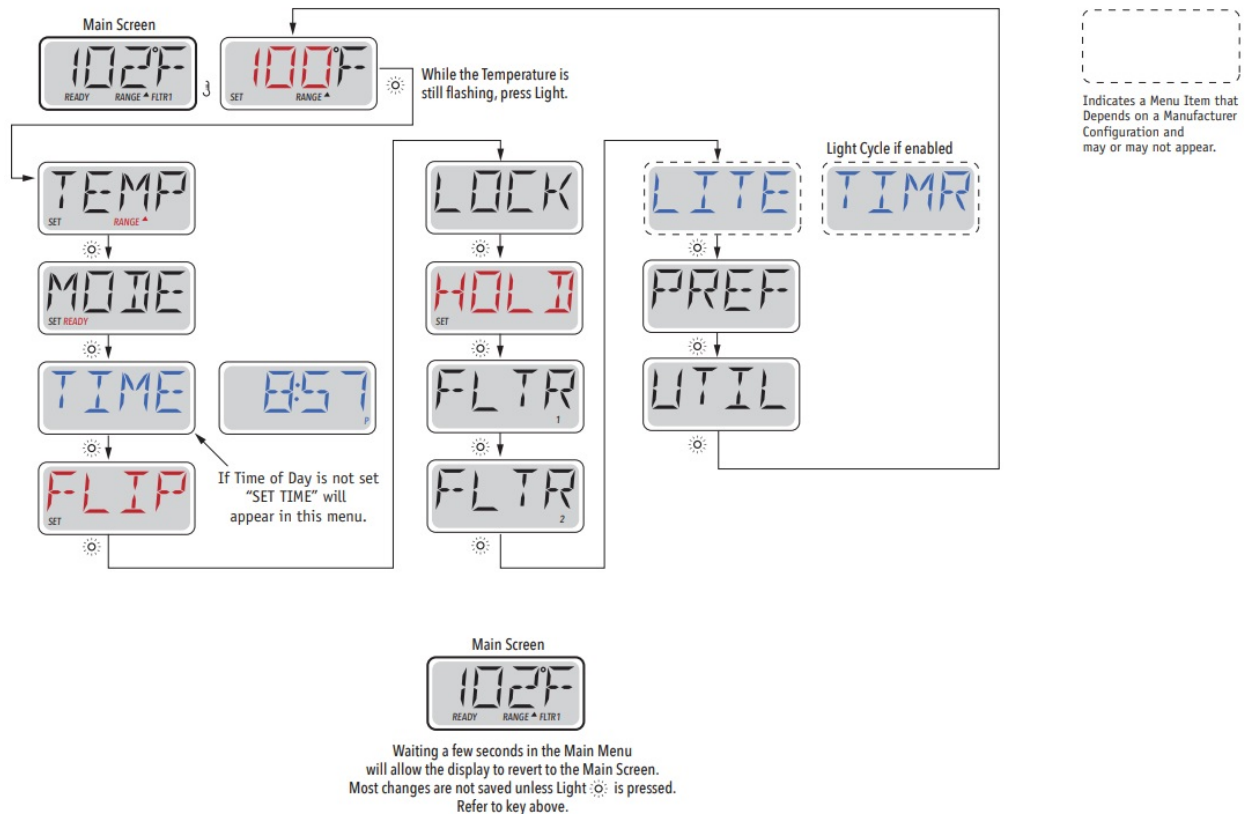 Main Screen
102°F
READY RANGE FLTR1
100°F
SET RANGE
While the Temperature is
still flashing, press Light.
Indicates a Menu Item that
Depends on a Manufacturer
Configuration and
may or may not appear.
TEMP
SET RANGE
MODE
SET READY
TIME
8:57
P
If Time of Day is not set
“SET TIME” will
appear in this menu.
FLIP
SET
LOCK
HOLD
SET
FLTR
1
FLTR
2
Light Cycle if enabled
LITE
TIMR
PREF
UTIL
Main Screen
102°F
READY RANGE FLTR1
Waiting a few seconds in the Main Menu
will allow the display to revert to the Main Screen.
Most changes are not saved unless Light is pressed.
Refer to key above.